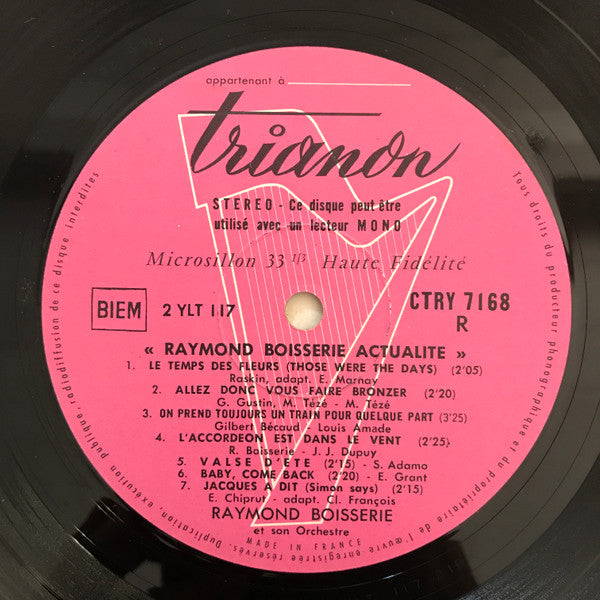 appartenant à
Trianon
STEREO - Ce disque peut être
utilisé avec un lecteur MONO
Microsillon 33 1/3 Haute Fidélité
BIEM
2 YLT 117
CTRY 7168
R
« RAYMOND BOISSERIE ACTUALITE »
1. LE TEMPS DES FLEURS (THOSE WERE THE DAYS) (2'05)
Raskin, adapt. E. Marnay
2. ALLEZ DONC VOUS FAIRE BRONZER (2'20)
G. Gustin, M. Tézé - M. Tézé
3. ON PREND TOUJOURS UN TRAIN POUR QUELQUE PART (3'25)
Gilbert Bécaud - Louis Amade
4. L'ACCORDEON EST DANS LE VENT (2'25)
R. Boisserie - J. J. Dupuy
5. VALSE D'ETE (2'15) - S. Adamo
6. BABY, COME BACK (2'20) - E. Grant
7. JACQUES A DIT (Simon says) (2'15)
E. Chiprut - adapt. Cl. François
RAYMOND BOISSERIE
et son Orchestre
MADE IN FRANCE
Tous droits du producteur phonographique et du propriétaire de l'œuvre enregistrée réservés. Duplication, exécution publique, radiodiffusion de ce disque interdites